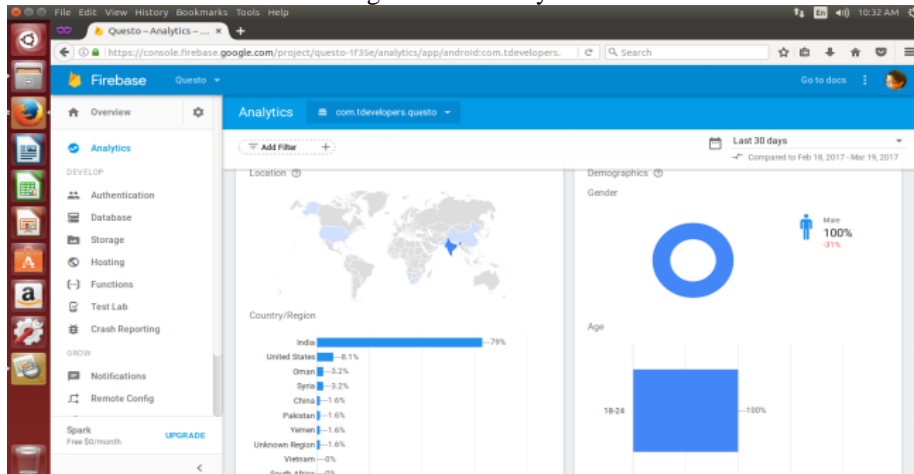 File Edit View History Bookmarks Tools Help
En 10:32 AM
Questo – Analytics – ... × +
https://console.firebase.google.com/project/questo-1f35e/analytics/app/android:com.tdevelopers. Search
Firebase Questo Go to docs
Overview
Analytics com.tdevelopers.questo
Analytics
Add Filter +
Last 30 days
Compared to Feb 18, 2017 - Mar 19, 2017
DEVELOP
Authentication
Database
Storage
Hosting
Functions
Test Lab
Crash Reporting
GROW
Notifications
Remote Config
Spark
Free $0/month
UPGRADE
Location
Country/Region
India 79%
United States 8.1%
Oman 3.2%
Syria 3.2%
China 1.6%
Pakistan 1.6%
Yemen 1.6%
Unknown Region 1.6%
Vietnam 0%
South Africa 0%
Demographics
Gender
Male
100%
-31%
Age
18-24 100%